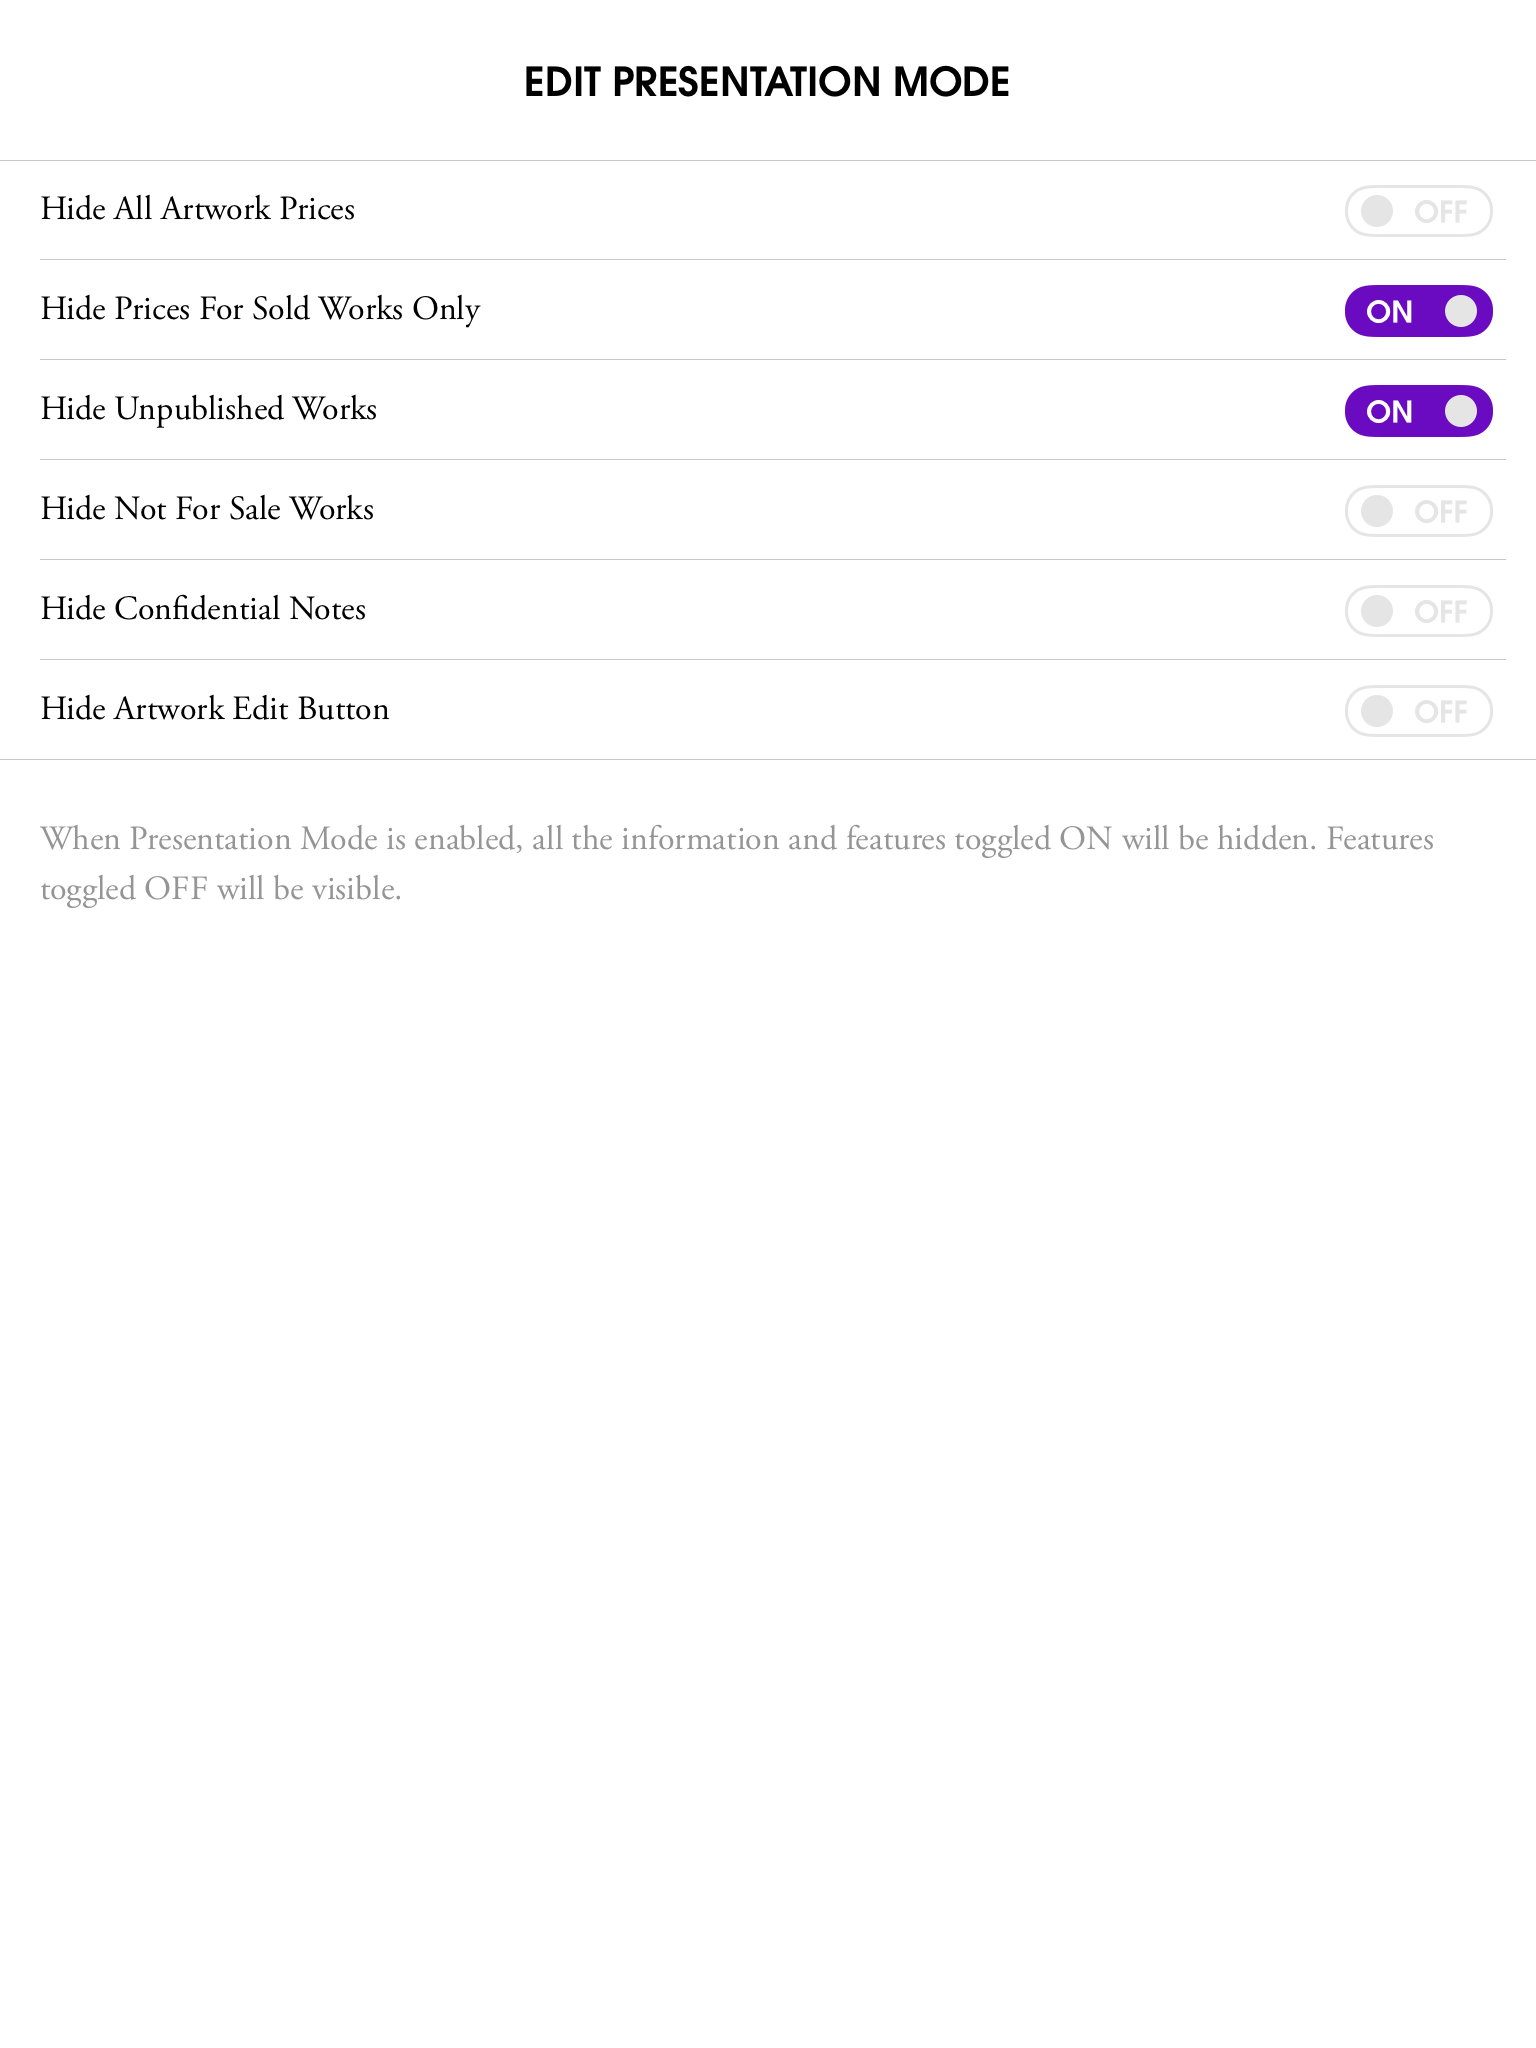 EDIT PRESENTATION MODE
Hide All Artwork Prices
OFF
Hide Prices For Sold Works Only
ON
Hide Unpublished Works
ON
Hide Not For Sale Works
OFF
Hide Confidential Notes
OFF
Hide Artwork Edit Button
OFF
When Presentation Mode is enabled, all the information and features toggled ON will be hidden. Features
toggled OFF will be visible.